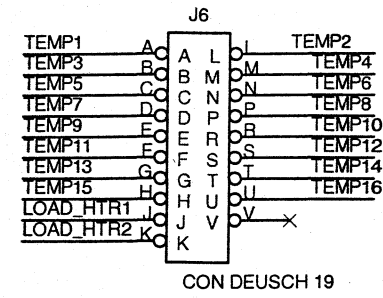 J6
TEMP1 A A L L TEMP2
TEMP3 B B M M TEMP4
TEMP5 C C N N TEMP6
TEMP7 D D P P TEMP8
TEMP9 E E R R TEMP10
TEMP11 F F S S TEMP12
TEMP13 G G T T TEMP14
TEMP15 H H U U TEMP16
LOAD_HTR1 J J V V
LOAD_HTR2 K K
CON DEUSCH 19